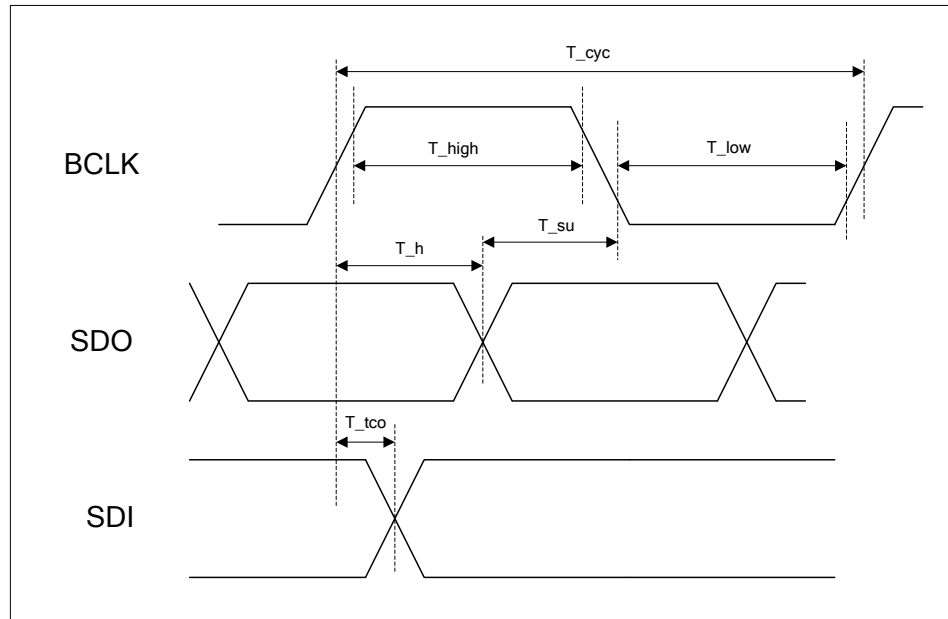 T_cyc
BCLK
T_high
T_low
T_su
T_h
SDO
T_tco
SDI